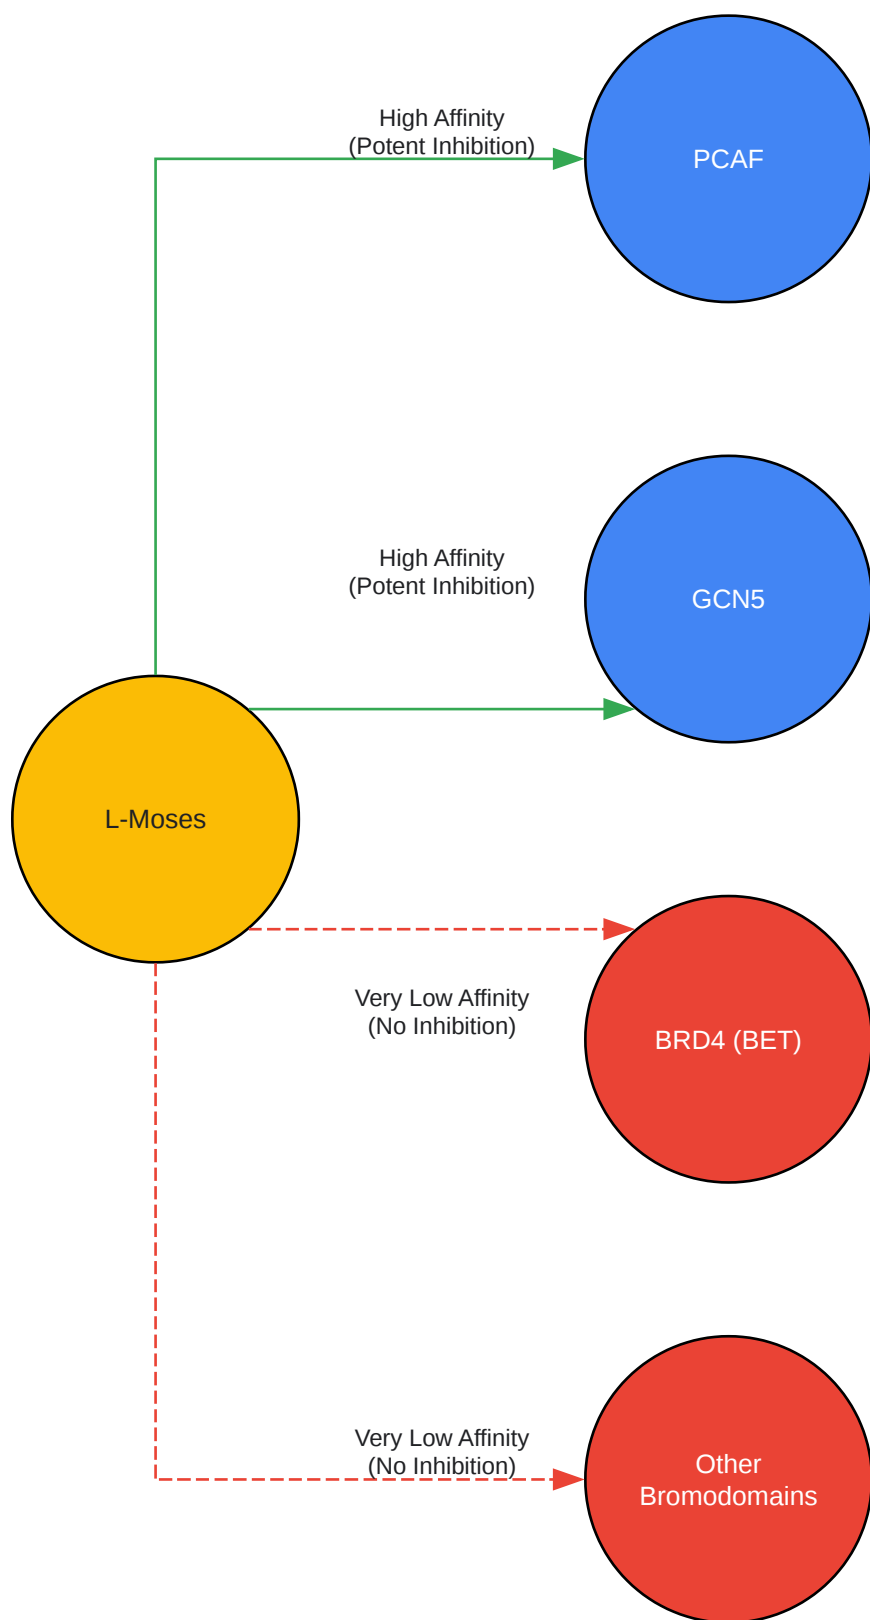 High Affinity
(Potent Inhibition)
PCAF
High Affinity
(Potent Inhibition)
GCN5
L-Moses
Very Low Affinity
(No Inhibition)
BRD4 (BET)
Very Low Affinity
(No Inhibition)
Other
Bromodomains